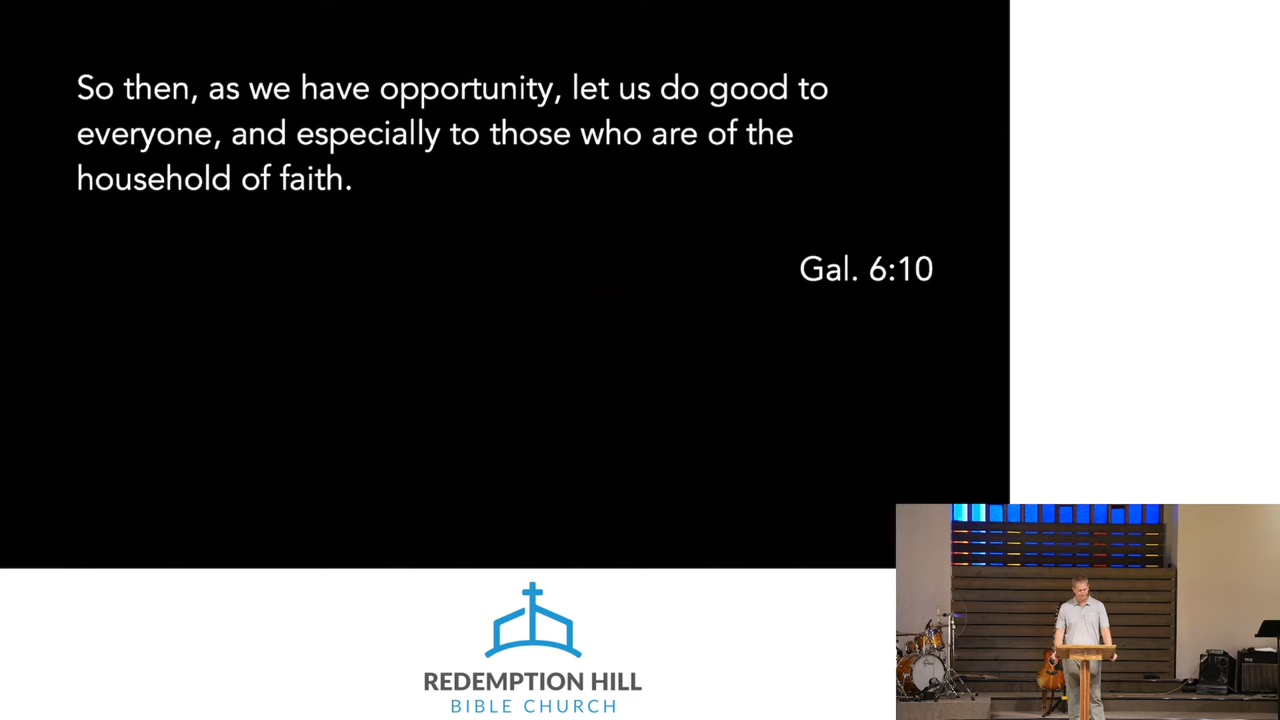 So then, as we have opportunity, let us do good to
everyone, and especially to those who are of the
household of faith.
Gal. 6:10
REDEMPTION HILL
BIBLE CHURCH